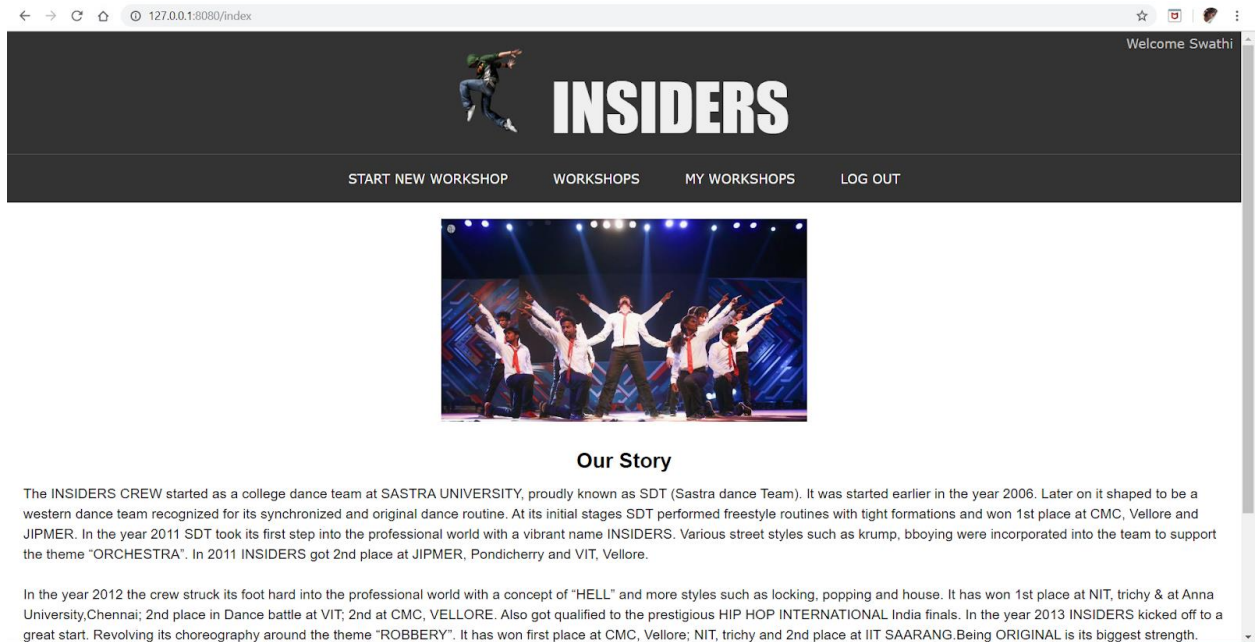 127.0.0.1:8080/index
Welcome Swathi
INSIDERS
START NEW WORKSHOP WORKSHOPS MY WORKSHOPS LOG OUT
Our Story
The INSIDERS CREW started as a college dance team at SASTRA UNIVERSITY, proudly known as SDT (Sastra dance Team). It was started earlier in the year 2006. Later on it shaped to be a
western dance team recognized for its synchronized and original dance routine. At its initial stages SDT performed freestyle routines with tight formations and won 1st place at CMC, Vellore and
JIPMER. In the year 2011 SDT took its first step into the professional world with a vibrant name INSIDERS. Various street styles such as krump, bboying were incorporated into the team to support
the theme “ORCHESTRA”. In 2011 INSIDERS got 2nd place at JIPMER, Pondicherry and VIT, Vellore.
In the year 2012 the crew struck its foot hard into the professional world with a concept of “HELL” and more styles such as locking, popping and house. It has won 1st place at NIT, trichy & at Anna
University,Chennai; 2nd place in Dance battle at VIT; 2nd at CMC, VELLORE. Also got qualified to the prestigious HIP HOP INTERNATIONAL India finals. In the year 2013 INSIDERS kicked off to a
great start. Revolving its choreography around the theme “ROBBERY”. It has won first place at CMC, Vellore; NIT, trichy and 2nd place at IIT SAARANG.Being ORIGINAL is its biggest strength.